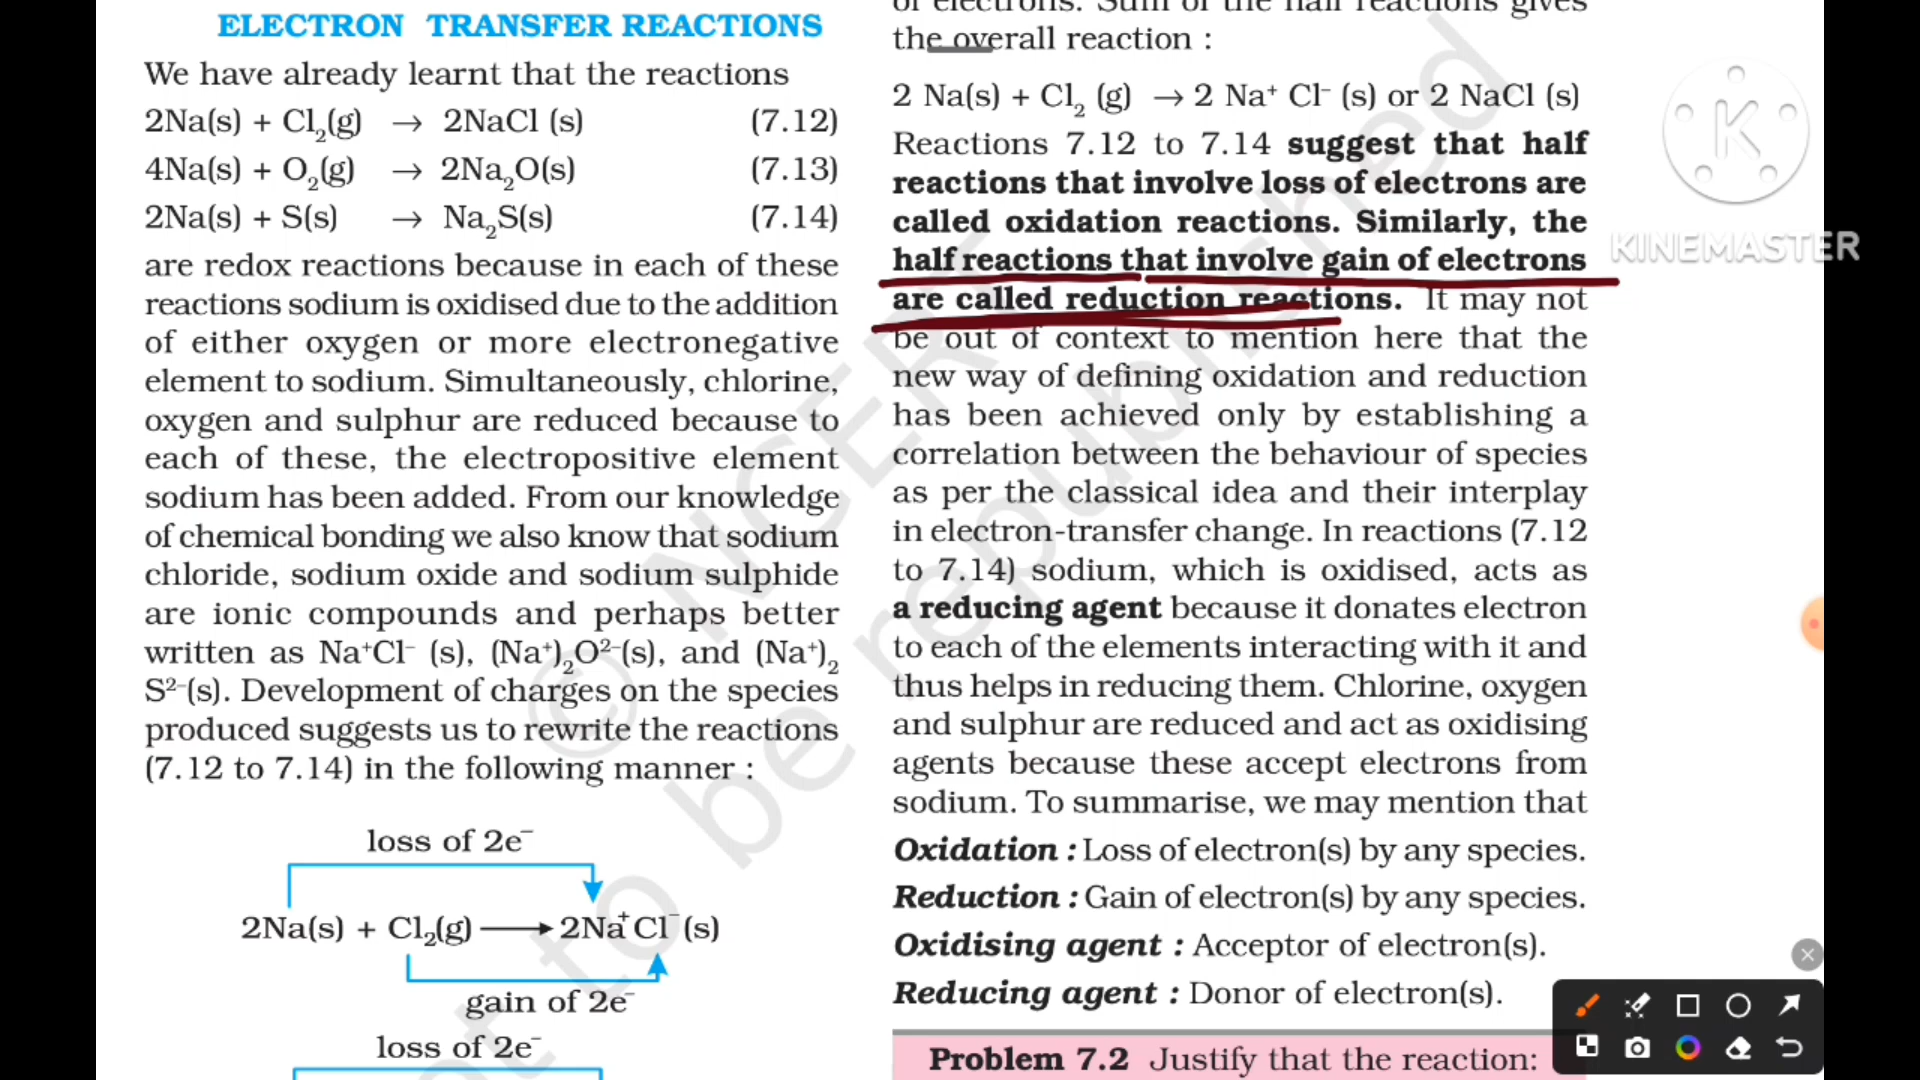 ELECTRON TRANSFER REACTIONS
We have already learnt that the reactions
2Na(s) + Cl₂(g) → 2NaCl (s) (7.12)
4Na(s) + O₂(g) → 2Na₂O(s) (7.13)
2Na(s) + S(s) → Na₂S(s) (7.14)
are redox reactions because in each of these
reactions sodium is oxidised due to the addition
of either oxygen or more electronegative
element to sodium. Simultaneously, chlorine,
oxygen and sulphur are reduced because to
each of these, the electropositive element
sodium has been added. From our knowledge
of chemical bonding we also know that sodium
chloride, sodium oxide and sodium sulphide
are ionic compounds and perhaps better
written as Na⁺Cl⁻ (s), (Na⁺)₂O²⁻(s), and (Na⁺)₂
S²⁻(s). Development of charges on the species
produced suggests us to rewrite the reactions
(7.12 to 7.14) in the following manner :
loss of 2e⁻
2Na(s) + Cl₂(g) → 2Na⁺Cl⁻(s)
gain of 2e⁻
loss of 2e⁻
of electrons. Sum of the half reactions gives
the overall reaction :
2 Na(s) + Cl₂ (g) → 2 Na⁺ Cl⁻ (s) or 2 NaCl (s)
Reactions 7.12 to 7.14 suggest that half
reactions that involve loss of electrons are
called oxidation reactions. Similarly, the
half reactions that involve gain of electrons
are called reduction reactions. It may not
be out of context to mention here that the
new way of defining oxidation and reduction
has been achieved only by establishing a
correlation between the behaviour of species
as per the classical idea and their interplay
in electron-transfer change. In reactions (7.12
to 7.14) sodium, which is oxidised, acts as
a reducing agent because it donates electron
to each of the elements interacting with it and
thus helps in reducing them. Chlorine, oxygen
and sulphur are reduced and act as oxidising
agents because these accept electrons from
sodium. To summarise, we may mention that
Oxidation : Loss of electron(s) by any species.
Reduction : Gain of electron(s) by any species.
Oxidising agent : Acceptor of electron(s).
Reducing agent : Donor of electron(s).
Problem 7.2 Justify that the reaction:
© NCERT
not to be republished
K
KINEMASTER